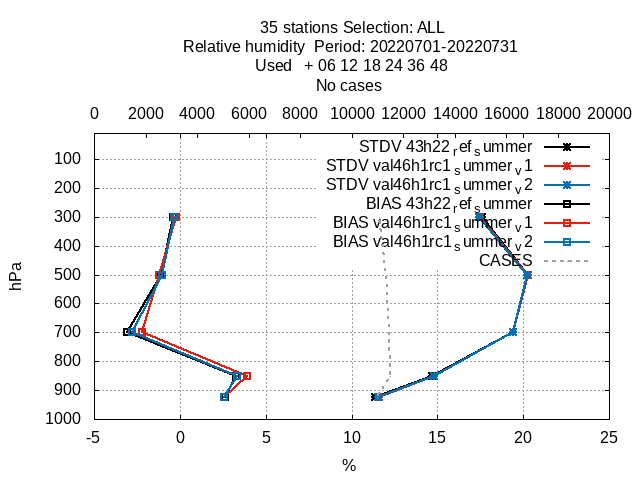 35 stations Selection: ALL
Relative humidity  Period: 20220701-20220731
Used   + 06 12 18 24 36 48
No cases
0 2000 4000 6000 8000 10000 12000 14000 16000 18000 20000
STDV 43h22_ref_summer
STDV val46h1rc1_summer_v1
STDV val46h1rc1_summer_v2
BIAS 43h22_ref_summer
BIAS val46h1rc1_summer_v1
BIAS val46h1rc1_summer_v2
CASES
100
200
300
400
500
600
700
800
900
1000
hPa
-5 0 5 10 15 20 25
%